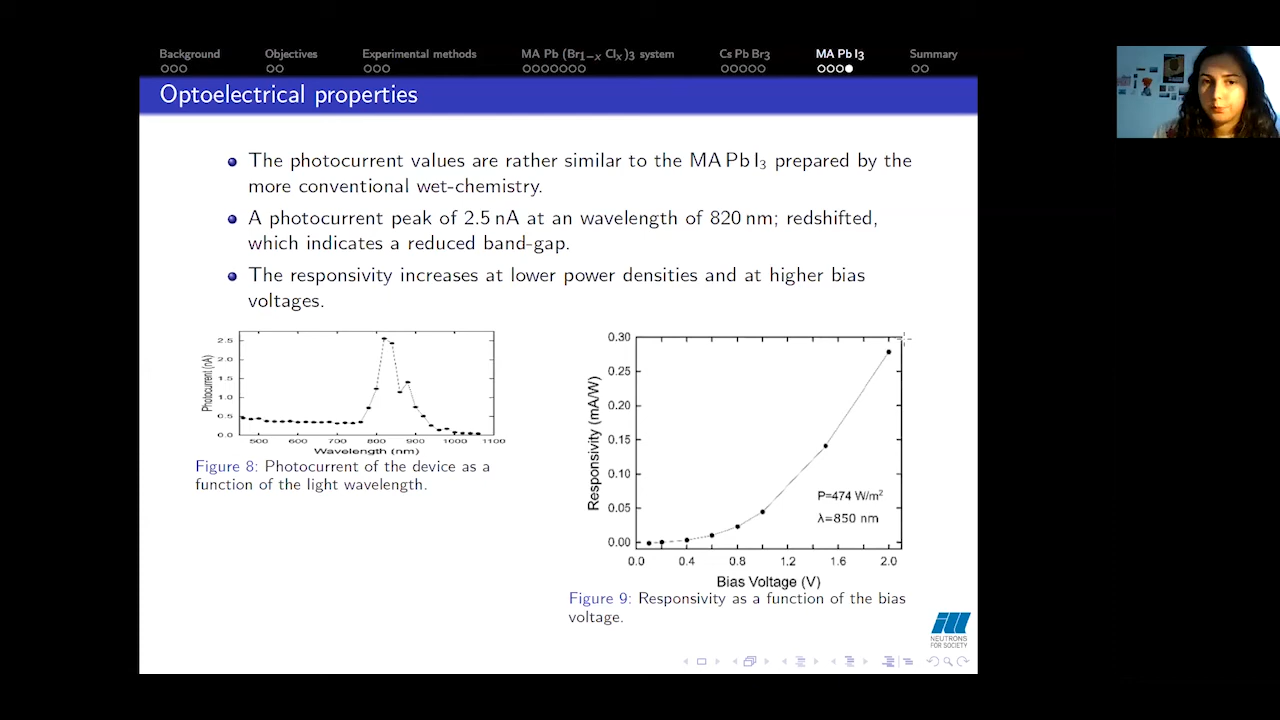 Background Objectives Experimental methods MA Pb (Br1−x Clx)3 system Cs Pb Br3 MA Pb I3 Summary
Optoelectrical properties
The photocurrent values are rather similar to the MA Pb I3 prepared by the
more conventional wet-chemistry.
A photocurrent peak of 2.5 nA at an wavelength of 820 nm; redshifted,
which indicates a reduced band-gap.
The responsivity increases at lower power densities and at higher bias
voltages.
2.5
2.0
1.5
1.0
0.5
0.0
Photocurrent (nA)
500 600 700 800 900 1000 1100
Wavelength (nm)
Figure 8: Photocurrent of the device as a
function of the light wavelength.
0.30
0.25
0.20
0.15
0.10
0.05
0.00
Responsivity (mA/W)
P=474 W/m2
λ=850 nm
0.0 0.4 0.8 1.2 1.6 2.0
Bias Voltage (V)
Figure 9: Responsivity as a function of the bias
voltage.
NEUTRONS
FOR SOCIETY